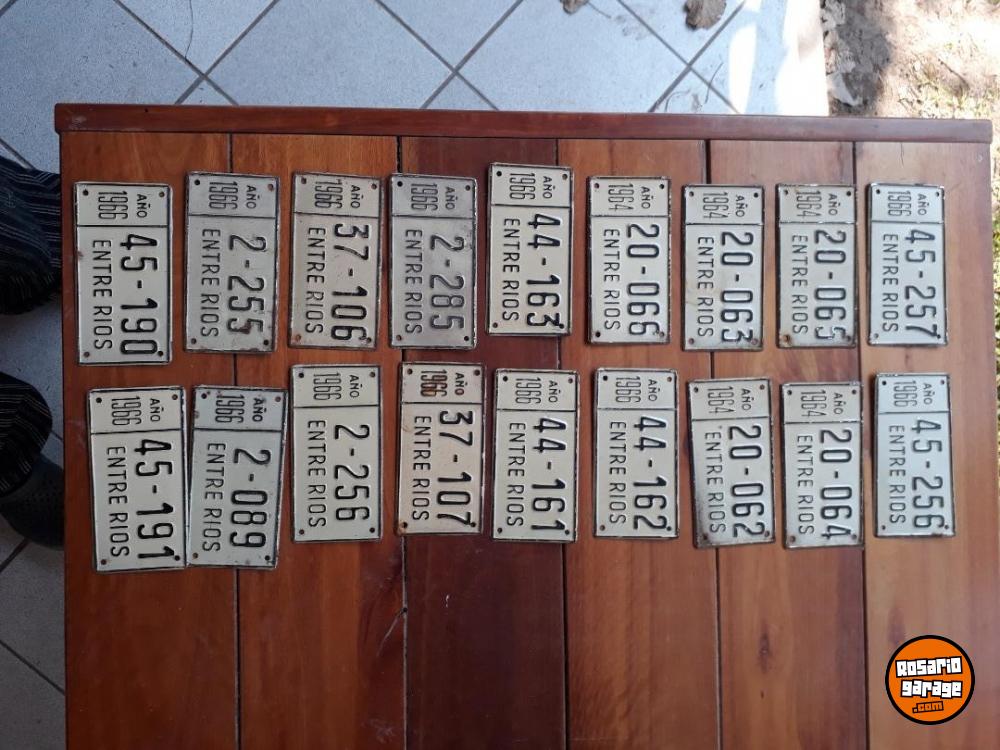 AÑO
1966
45-190
ENTRE RIOS
AÑO
1966
2-255
ENTRE RIOS
AÑO
1966
37-106
ENTRE RIOS
AÑO
1966
2-285
ENTRE RIOS
AÑO
1966
44-163
ENTRE RIOS
AÑO
1964
20-066
ENTRE RIOS
AÑO
1964
20-063
ENTRE RIOS
AÑO
1964
20-065
ENTRE RIOS
AÑO
1966
45-257
ENTRE RIOS
AÑO
1966
45-191
ENTRE RIOS
AÑO
1966
2-089
ENTRE RIOS
AÑO
1966
2-256
ENTRE RIOS
AÑO
1966
37-107
ENTRE RIOS
AÑO
1966
44-161
ENTRE RIOS
AÑO
1966
44-162
ENTRE RIOS
AÑO
1964
20-062
ENTRE RIOS
AÑO
1964
20-064
ENTRE RIOS
AÑO
1966
45-256
ENTRE RIOS
ROSARIO
GARAGE
.COM